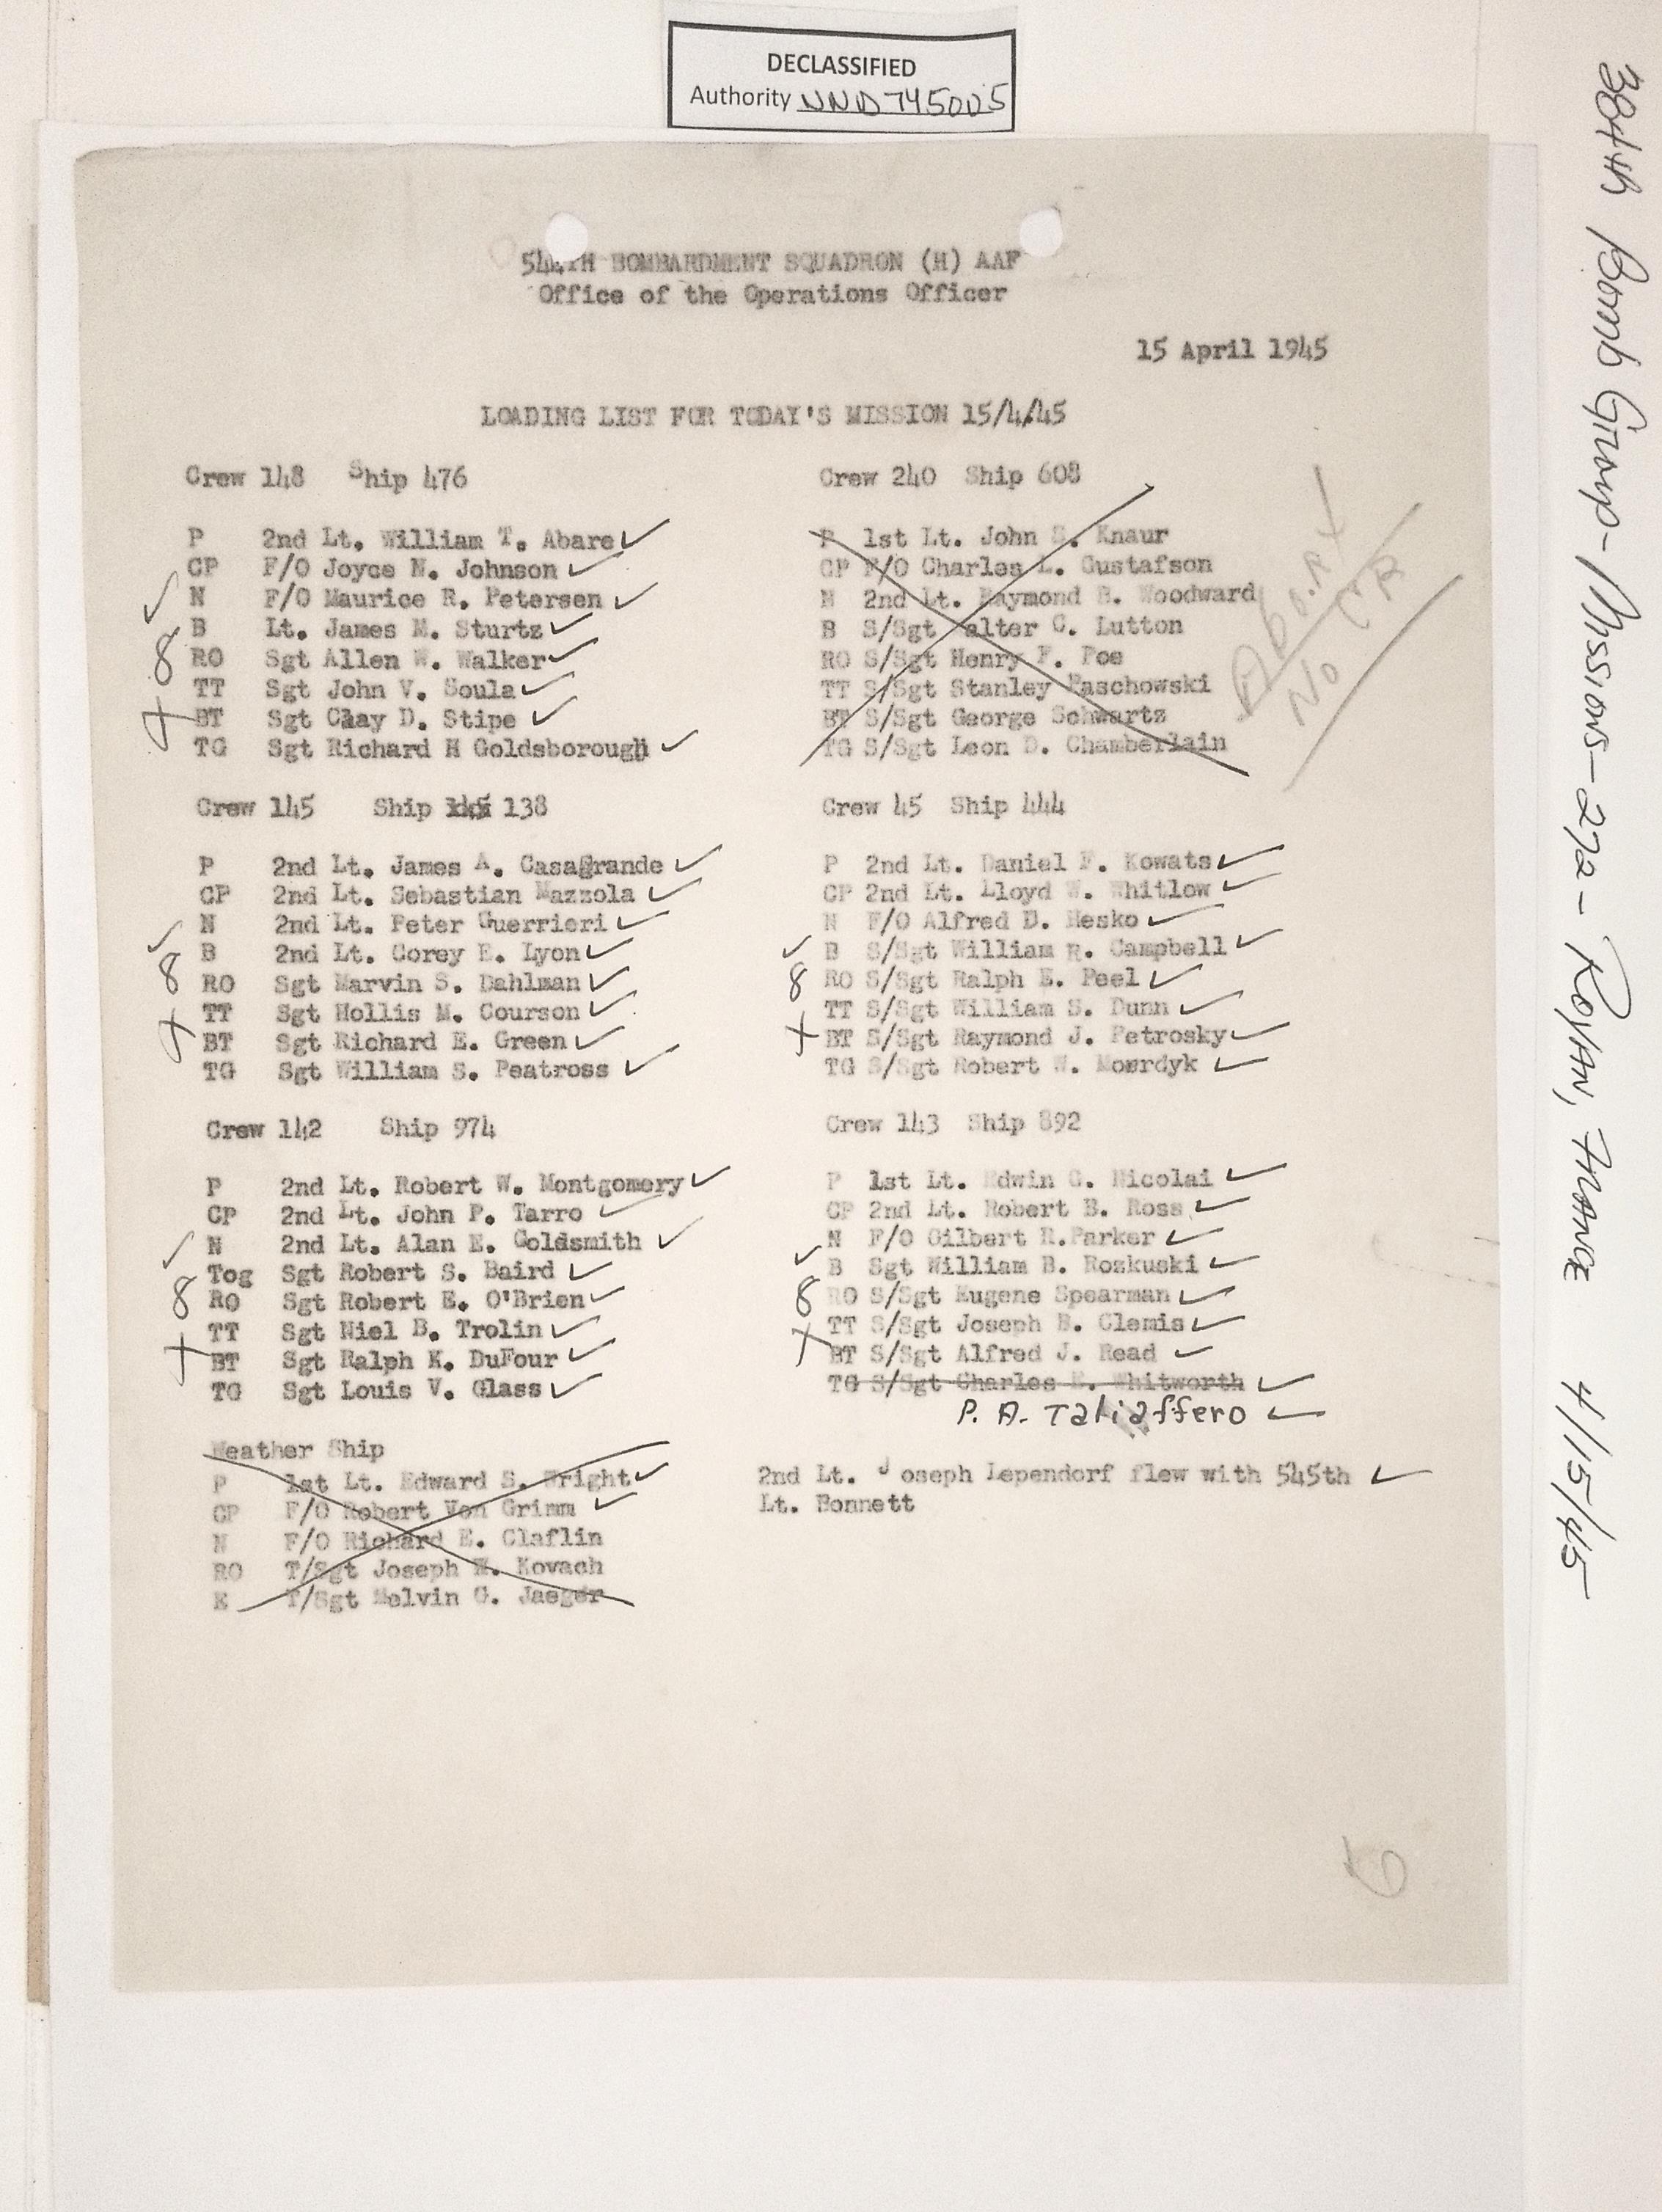 DECLASSIFIED
Authority NND 745005
384th Bomb Group - Missions - 272 - ROYAN, FRANCE 4/15/45
544TH BOMBARDMENT SQUADRON (H) AAF
Office of the Operations Officer
15 April 1945
LOADING LIST FOR TODAY'S MISSION 15/4/45
Crew 148 Ship 476
P 2nd Lt. William T. Abare ✓
CP F/O Joyce N. Johnson ✓
✓ N F/O Maurice R. Petersen ✓
B Lt. James M. Sturtz ✓
8 RO Sgt Allen W. Walker ✓
TT Sgt John V. Soula ✓
+ BT Sgt Clay D. Stipe ✓
TG Sgt Richard H Goldsborough ✓
Crew 240 Ship 608
P 1st Lt. John S. Knaur
CP F/O Charles L. Gustafson
N 2nd Lt. Raymond B. Woodward
B S/Sgt alter C. Lutton
RO S/Sgt Henry F. Poe
TT S/Sgt Stanley Paschowski
BT S/Sgt George Schwartz
TG S/Sgt Leon D. Chamberlain
Abort
No CR
Crew 145 Ship 138
P 2nd Lt. James A. Casagrande ✓
CP 2nd Lt. Sebastian Mazzola ✓
N 2nd Lt. Peter Guerrieri ✓
✓ B 2nd Lt. Corey E. Lyon ✓
8 RO Sgt Marvin S. Dahlman ✓
TT Sgt Hollis M. Courson ✓
+ BT Sgt Richard E. Green ✓
TG Sgt William S. Peatross ✓
Crew 45 Ship 444
P 2nd Lt. Daniel F. Kowats ✓
CP 2nd Lt. Lloyd W. Whitlow ✓
N F/O Alfred D. Hesko ✓
✓ B S/Sgt William R. Campbell ✓
8 RO S/Sgt Ralph E. Peel ✓
TT S/Sgt William S. Dunn ✓
+ BT S/Sgt Raymond J. Petrosky ✓
TG S/Sgt Robert W. Moerdyk ✓
Crew 142 Ship 974
P 2nd Lt. Robert W. Montgomery ✓
CP 2nd Lt. John P. Tarro ✓
✓ N 2nd Lt. Alan E. Goldsmith ✓
Tog Sgt Robert S. Baird ✓
8 RO Sgt Robert E. O'Brien ✓
TT Sgt Niel B. Trolin ✓
+ BT Sgt Ralph K. DuFour ✓
TG Sgt Louis V. Glass ✓
Crew 143 Ship 892
P 1st Lt. Edwin C. Nicolai ✓
CP 2nd Lt. Robert B. Ross ✓
N F/O Gilbert R.Parker ✓
✓ B Sgt William B. Rozkuski ✓
8 RO S/Sgt Eugene Spearman ✓
+ TT S/Sgt Joseph B. Clemis ✓
BT S/Sgt Alfred J. Read ✓
TG S/Sgt Charles E. Whitworth ✓
P. A. Taliaffero ✓
Weather Ship
P 1st Lt. Edward S. Wright ✓
CP F/O Robert Von Grimm ✓
N F/O Richard E. Claflin
RO T/Sgt Joseph Kovach
E T/Sgt Melvin G. Jaeger
2nd Lt. Joseph Lependorf flew with 545th ✓
Lt. Bonnett
6